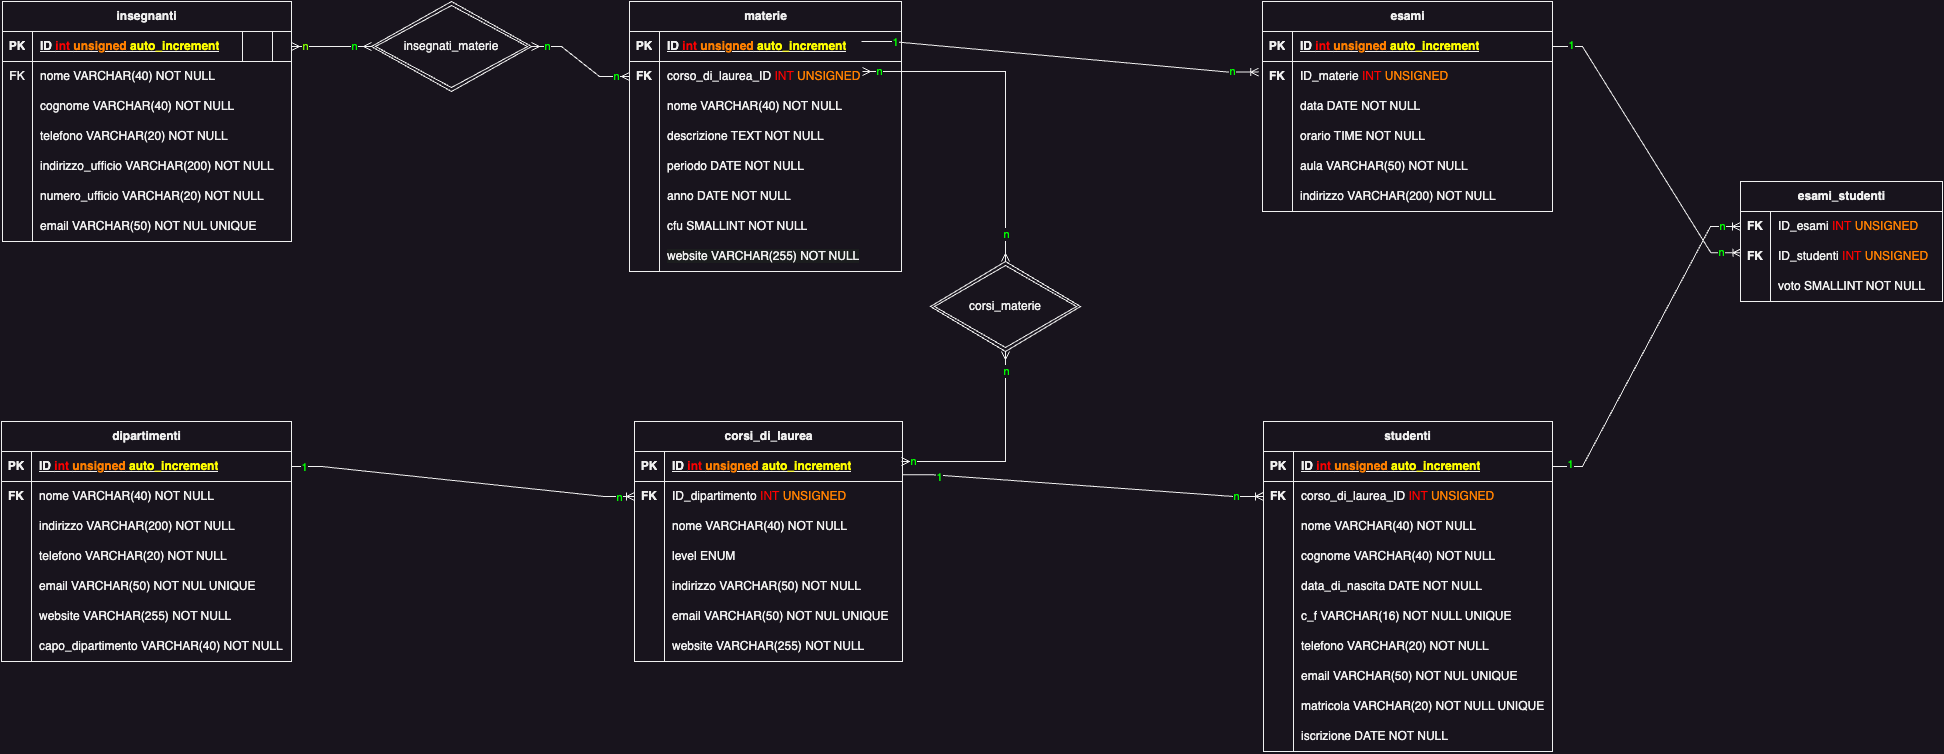 insegnanti
PK ID int unsigned auto_increment
FK nome VARCHAR(40) NOT NULL
cognome VARCHAR(40) NOT NULL
telefono VARCHAR(20) NOT NULL
indirizzo_ufficio VARCHAR(200) NOT NULL
numero_ufficio VARCHAR(20) NOT NULL
email VARCHAR(50) NOT NUL UNIQUE
n
n
insegnati_materie
n
n
materie
PK ID int unsigned auto_increment
FK corso_di_laurea_ID INT UNSIGNED
nome VARCHAR(40) NOT NULL
descrizione TEXT NOT NULL
periodo DATE NOT NULL
anno DATE NOT NULL
cfu SMALLINT NOT NULL
website VARCHAR(255) NOT NULL
1
n
n
n
corsi_materie
n
n
esami
PK ID int unsigned auto_increment
FK ID_materie INT UNSIGNED
data DATE NOT NULL
orario TIME NOT NULL
aula VARCHAR(50) NOT NULL
indirizzo VARCHAR(200) NOT NULL
1
n
n
esami_studenti
FK ID_esami INT UNSIGNED
FK ID_studenti INT UNSIGNED
voto SMALLINT NOT NULL
dipartimenti
PK ID int unsigned auto_increment
FK nome VARCHAR(40) NOT NULL
indirizzo VARCHAR(200) NOT NULL
telefono VARCHAR(20) NOT NULL
email VARCHAR(50) NOT NUL UNIQUE
website VARCHAR(255) NOT NULL
capo_dipartimento VARCHAR(40) NOT NULL
1
n
corsi_di_laurea
PK ID int unsigned auto_increment
FK ID_dipartimento INT UNSIGNED
nome VARCHAR(40) NOT NULL
level ENUM
indirizzo VARCHAR(50) NOT NULL
email VARCHAR(50) NOT NUL UNIQUE
website VARCHAR(255) NOT NULL
1
n
studenti
PK ID int unsigned auto_increment
FK corso_di_laurea_ID INT UNSIGNED
nome VARCHAR(40) NOT NULL
cognome VARCHAR(40) NOT NULL
data_di_nascita DATE NOT NULL
c_f VARCHAR(16) NOT NULL UNIQUE
telefono VARCHAR(20) NOT NULL
email VARCHAR(50) NOT NUL UNIQUE
matricola VARCHAR(20) NOT NULL UNIQUE
iscrizione DATE NOT NULL
1